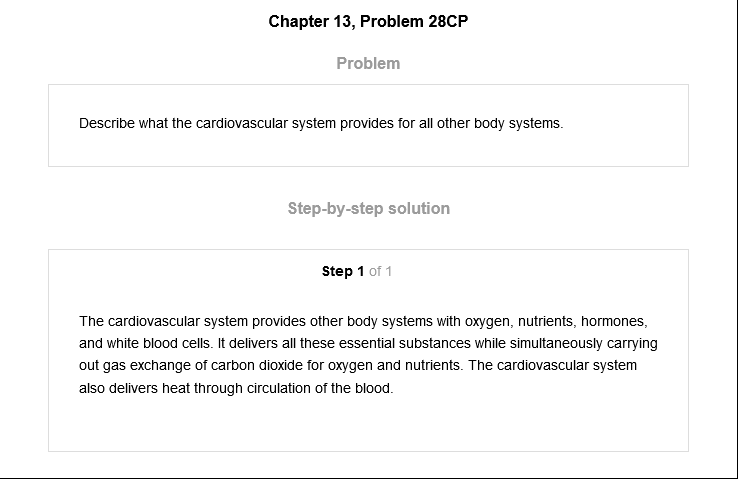 Chapter 13, Problem 28CP
Problem
Describe what the cardiovascular system provides for all other body systems.
Step-by-step solution
Step 1 of 1
The cardiovascular system provides other body systems with oxygen, nutrients, hormones,
and white blood cells. It delivers all these essential substances while simultaneously carrying
out gas exchange of carbon dioxide for oxygen and nutrients. The cardiovascular system
also delivers heat through circulation of the blood.